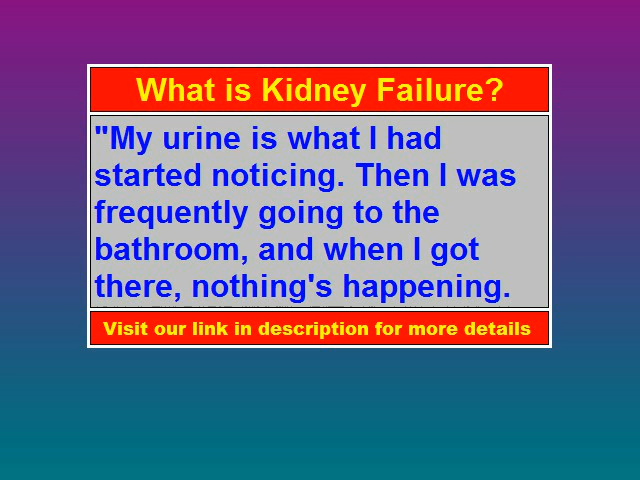 What is Kidney Failure?
"My urine is what I had
started noticing. Then I was
frequently going to the
bathroom, and when I got
there, nothing's happening.
Visit our link in description for more details